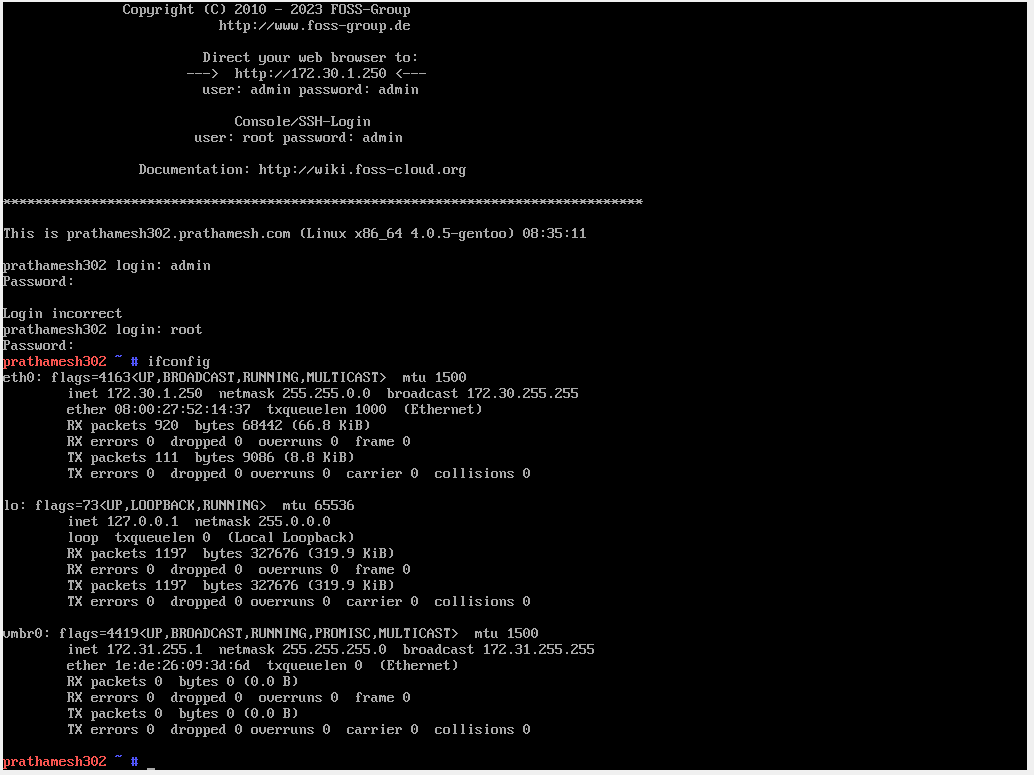 Copyright (C) 2010 - 2023 FOSS-Group
http://www.foss-group.de
Direct your web browser to:
---> http://172.30.1.250 <---
user: admin password: admin
Console/SSH-Login
user: root password: admin
Documentation: http://wiki.foss-cloud.org
********************************************************************************
This is prathamesh302.prathamesh.com (Linux x86_64 4.0.5-gentoo) 08:35:11
prathamesh302 login: admin
Password:
Login incorrect
prathamesh302 login: root
Password:
prathamesh302 ~ # ifconfig
eth0: flags=4163<UP,BROADCAST,RUNNING,MULTICAST>  mtu 1500
inet 172.30.1.250  netmask 255.255.0.0  broadcast 172.30.255.255
ether 08:00:27:52:14:37  txqueuelen 1000  (Ethernet)
RX packets 920  bytes 68442 (66.8 KiB)
RX errors 0  dropped 0  overruns 0  frame 0
TX packets 111  bytes 9086 (8.8 KiB)
TX errors 0  dropped 0 overruns 0  carrier 0  collisions 0
lo: flags=73<UP,LOOPBACK,RUNNING>  mtu 65536
inet 127.0.0.1  netmask 255.0.0.0
loop  txqueuelen 0  (Local Loopback)
RX packets 1197  bytes 327676 (319.9 KiB)
RX errors 0  dropped 0  overruns 0  frame 0
TX packets 1197  bytes 327676 (319.9 KiB)
TX errors 0  dropped 0 overruns 0  carrier 0  collisions 0
vmbr0: flags=4419<UP,BROADCAST,RUNNING,PROMISC,MULTICAST>  mtu 1500
inet 172.31.255.1  netmask 255.255.255.0  broadcast 172.31.255.255
ether 1e:de:26:09:3d:6d  txqueuelen 0  (Ethernet)
RX packets 0  bytes 0 (0.0 B)
RX errors 0  dropped 0  overruns 0  frame 0
TX packets 0  bytes 0 (0.0 B)
TX errors 0  dropped 0 overruns 0  carrier 0  collisions 0
prathamesh302 ~ # _